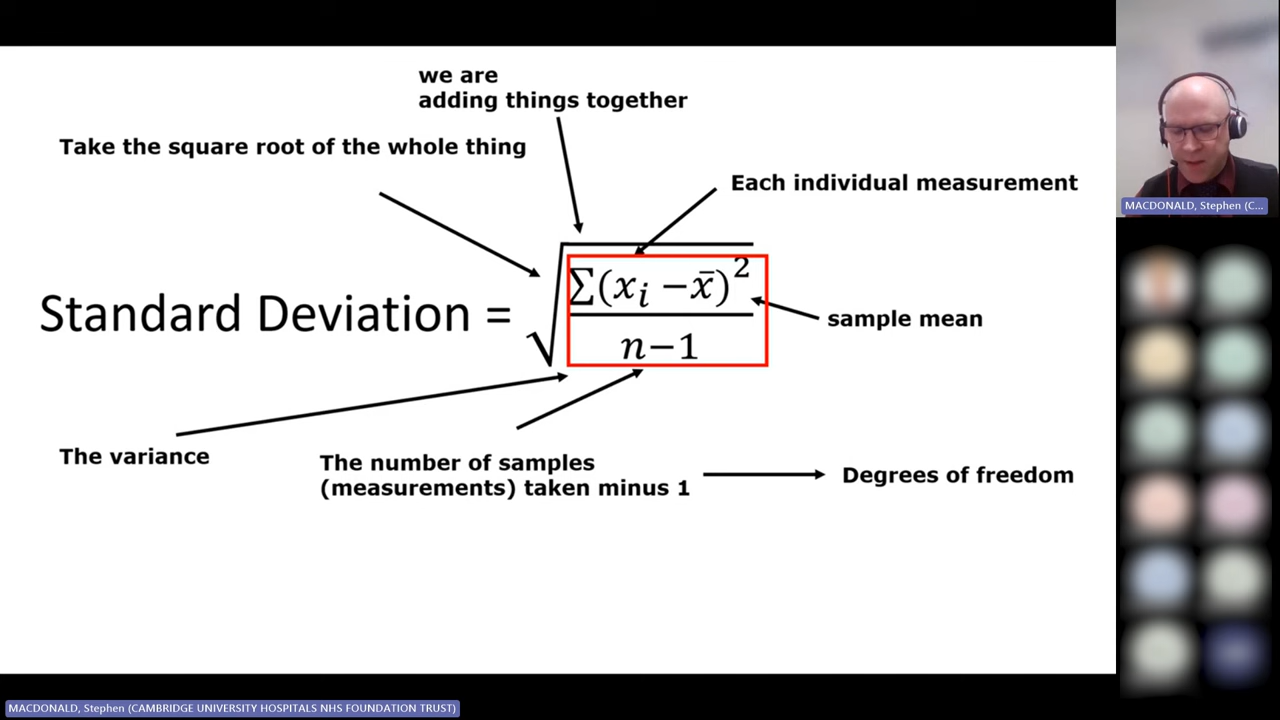 we are
adding things together
Take the square root of the whole thing
Each individual measurement
Standard Deviation = √(∑(xᵢ − x̄)² / (n−1))
sample mean
The variance
The number of samples
(measurements) taken minus 1
Degrees of freedom
MACDONALD, Stephen (C...
MACDONALD, Stephen (CAMBRIDGE UNIVERSITY HOSPITALS NHS FOUNDATION TRUST)